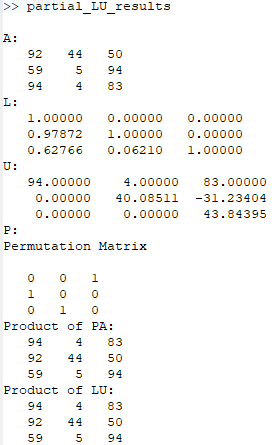 >> partial_LU_results
A:
92 44 50
59 5 94
94 4 83
L:
1.00000 0.00000 0.00000
0.97872 1.00000 0.00000
0.62766 0.06210 1.00000
U:
94.00000 4.00000 83.00000
0.00000 40.08511 -31.23404
0.00000 0.00000 43.84395
P:
Permutation Matrix
0 0 1
1 0 0
0 1 0
Product of PA:
94 4 83
92 44 50
59 5 94
Product of LU:
94 4 83
92 44 50
59 5 94